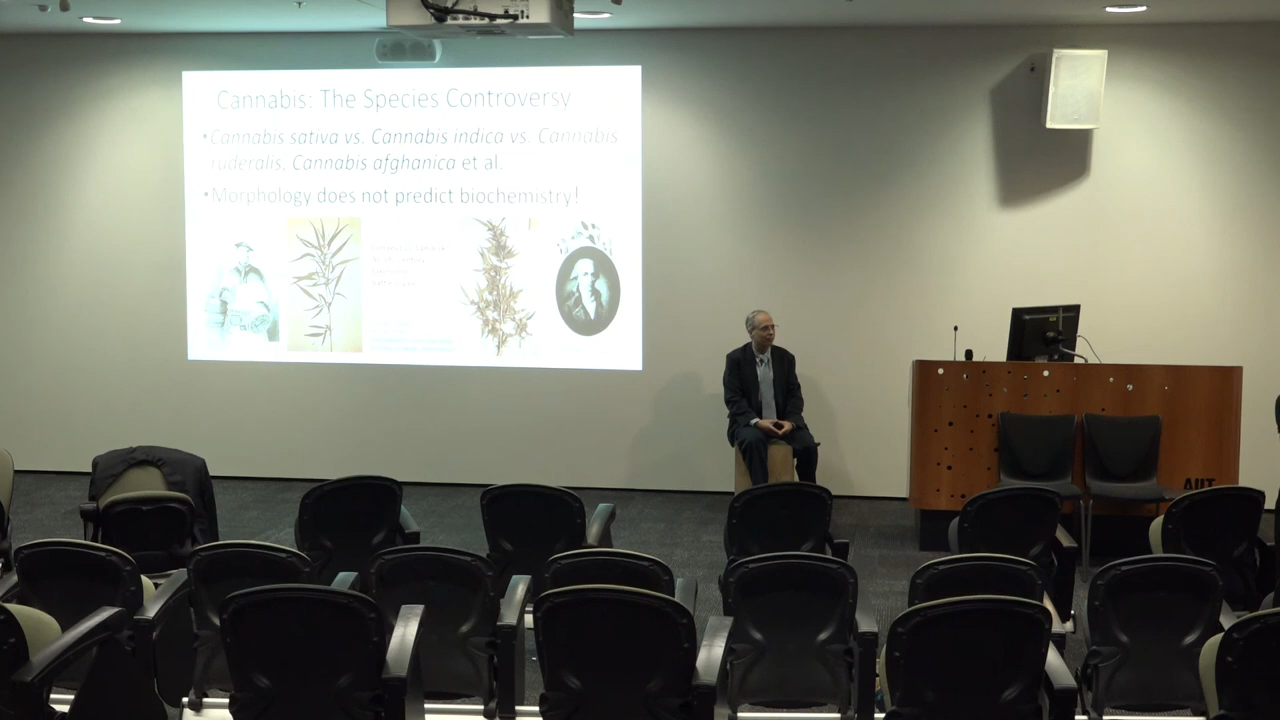 Cannabis: The Species Controversy
•Cannabis sativa vs. Cannabis indica vs. Cannabis
ruderalis, Cannabis afghanica et al.
•Morphology does not predict biochemistry!
AUT